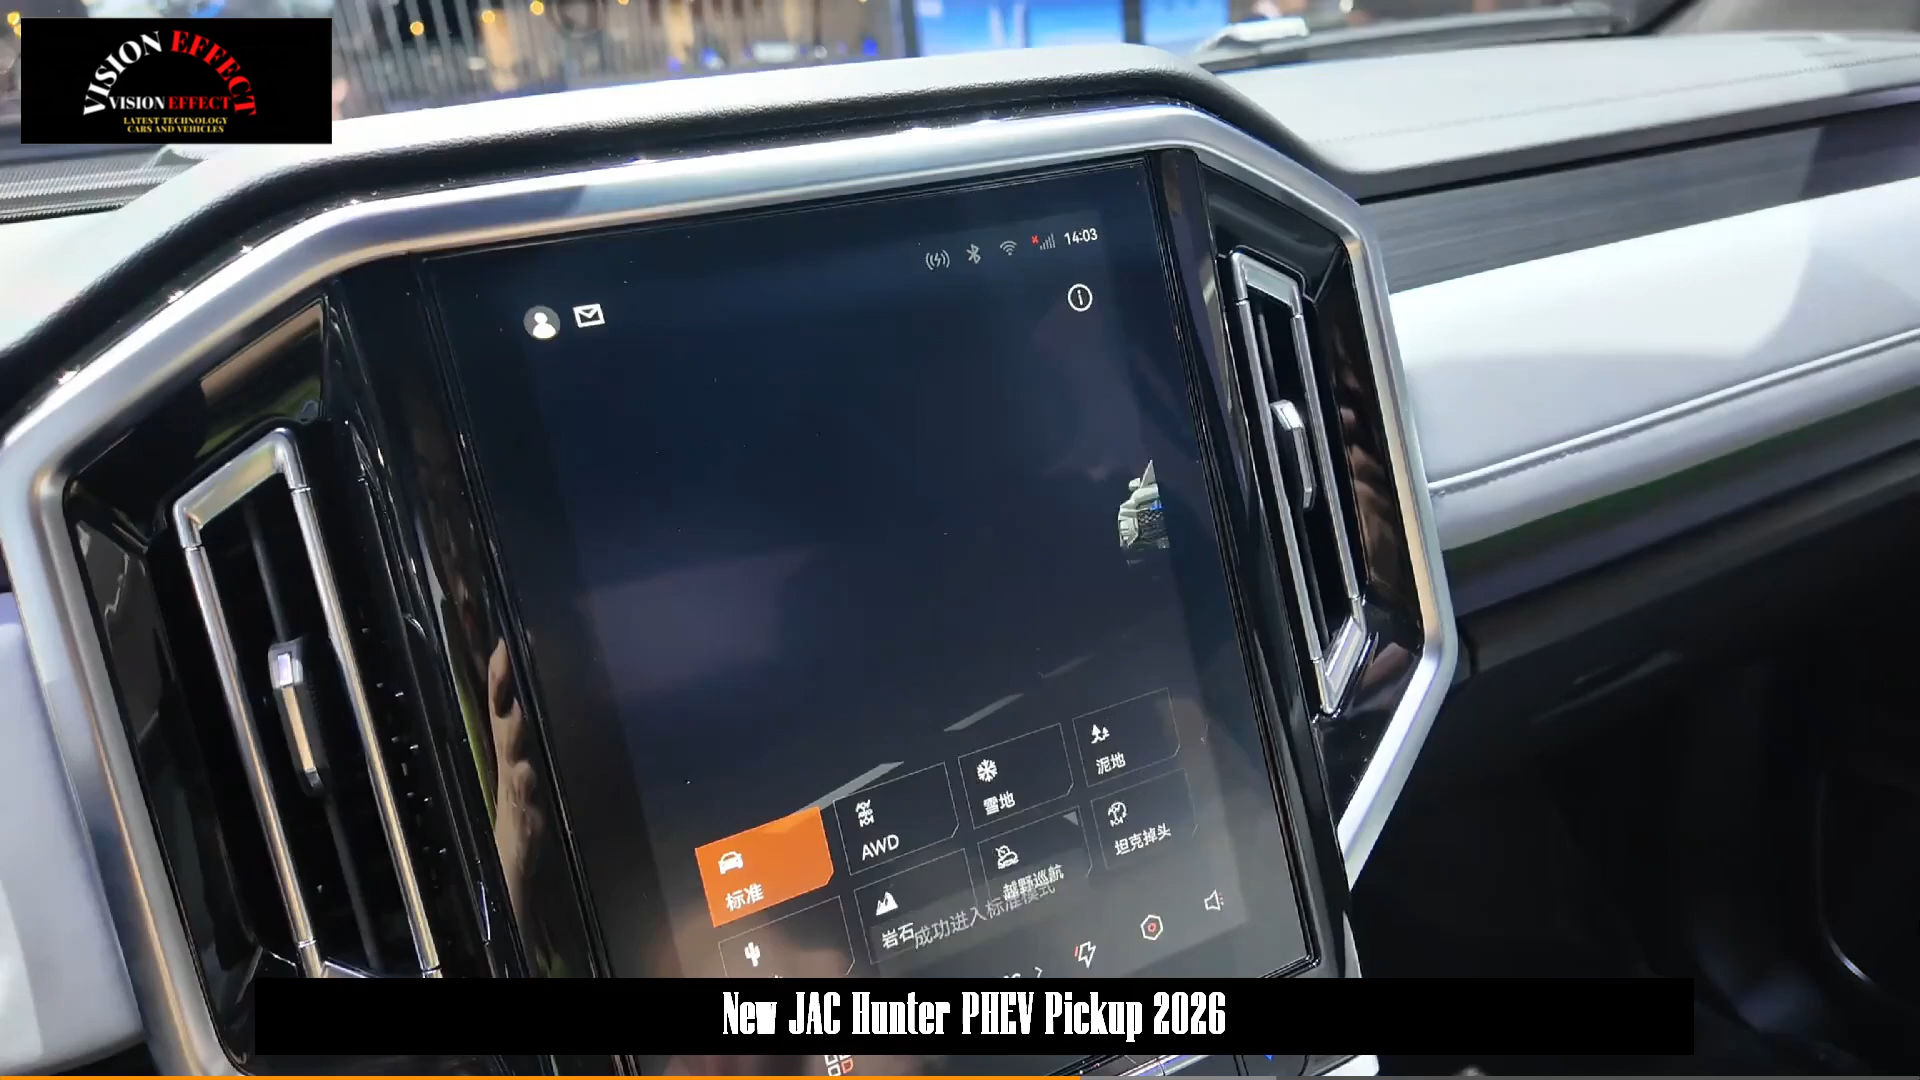 VISION EFFECT
VISION EFFECT
LATEST TECHNOLOGY
CARS AND VEHICLES
14:03
泥地
雪地
AWD
标准
坦克掉头
越野巡航
岩石
成功进入标准模式
New JAC Hunter PHEV Pickup 2026